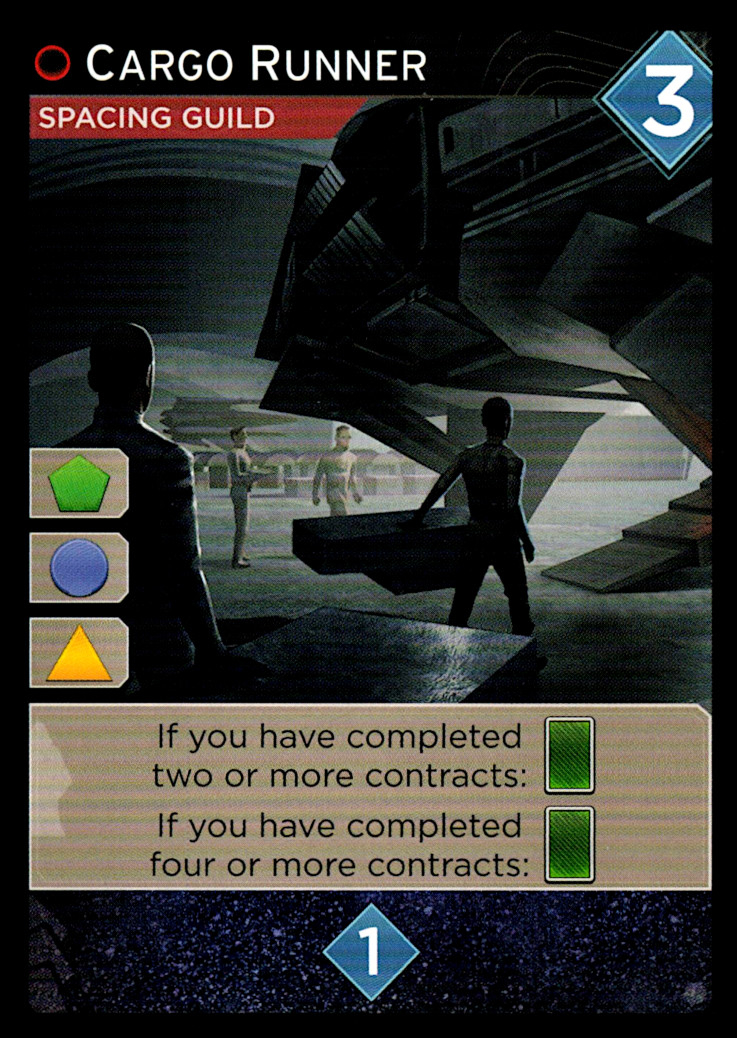 CARGO RUNNER
3
SPACING GUILD
If you have completed
two or more contracts:
If you have completed
four or more contracts:
1